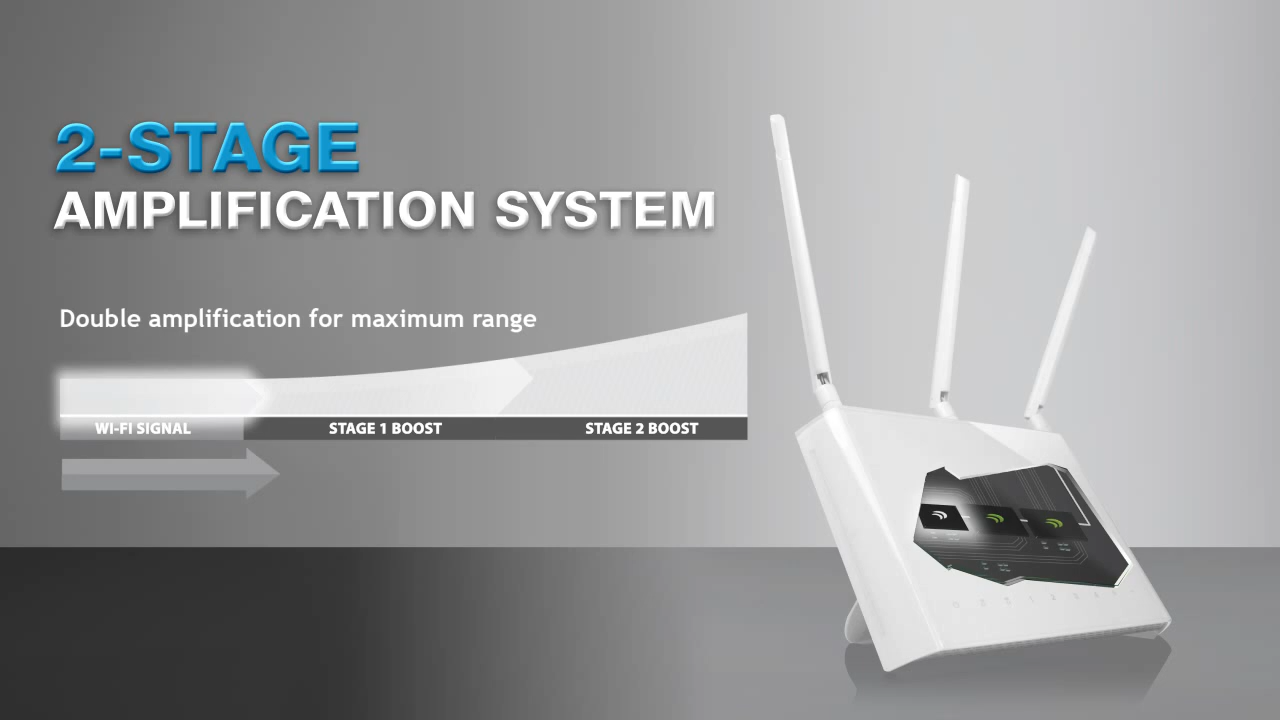 2-STAGE
AMPLIFICATION SYSTEM
Double amplification for maximum range
WI-FI SIGNAL STAGE 1 BOOST STAGE 2 BOOST